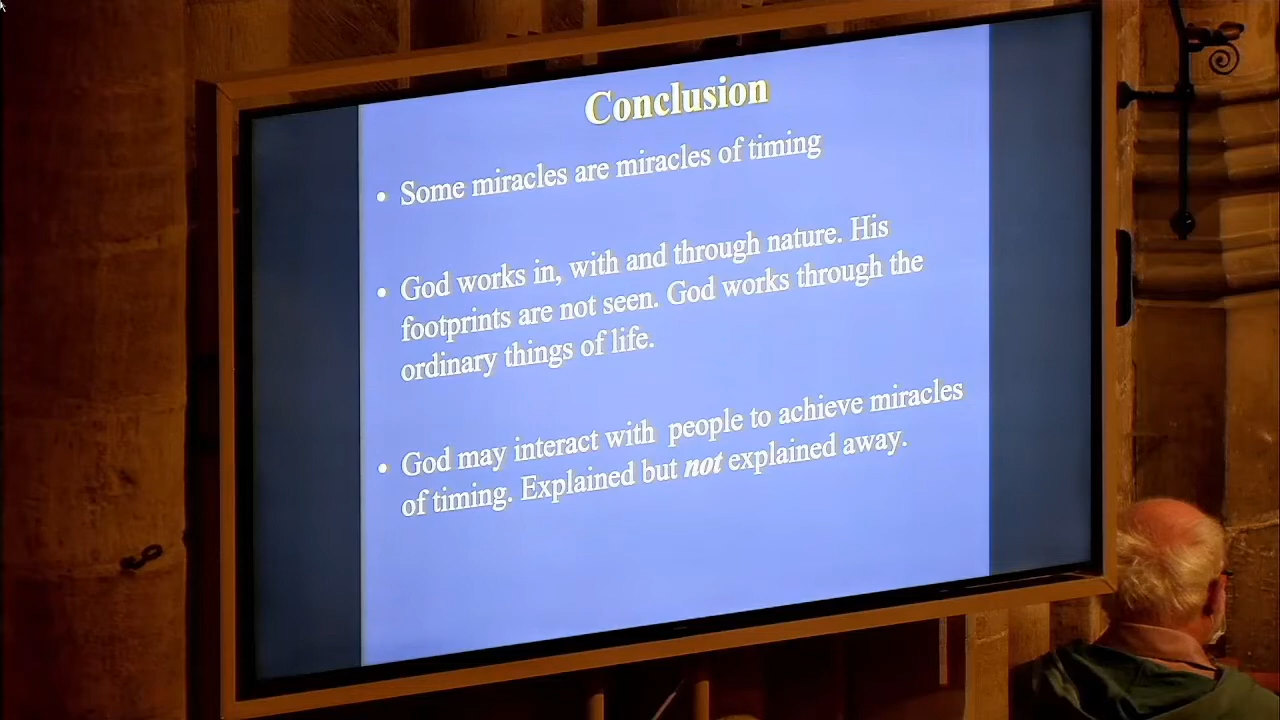 Conclusion
• Some miracles are miracles of timing
• God works in, with and through nature. His
footprints are not seen. God works through the
ordinary things of life.
• God may interact with people to achieve miracles
of timing. Explained but not explained away.